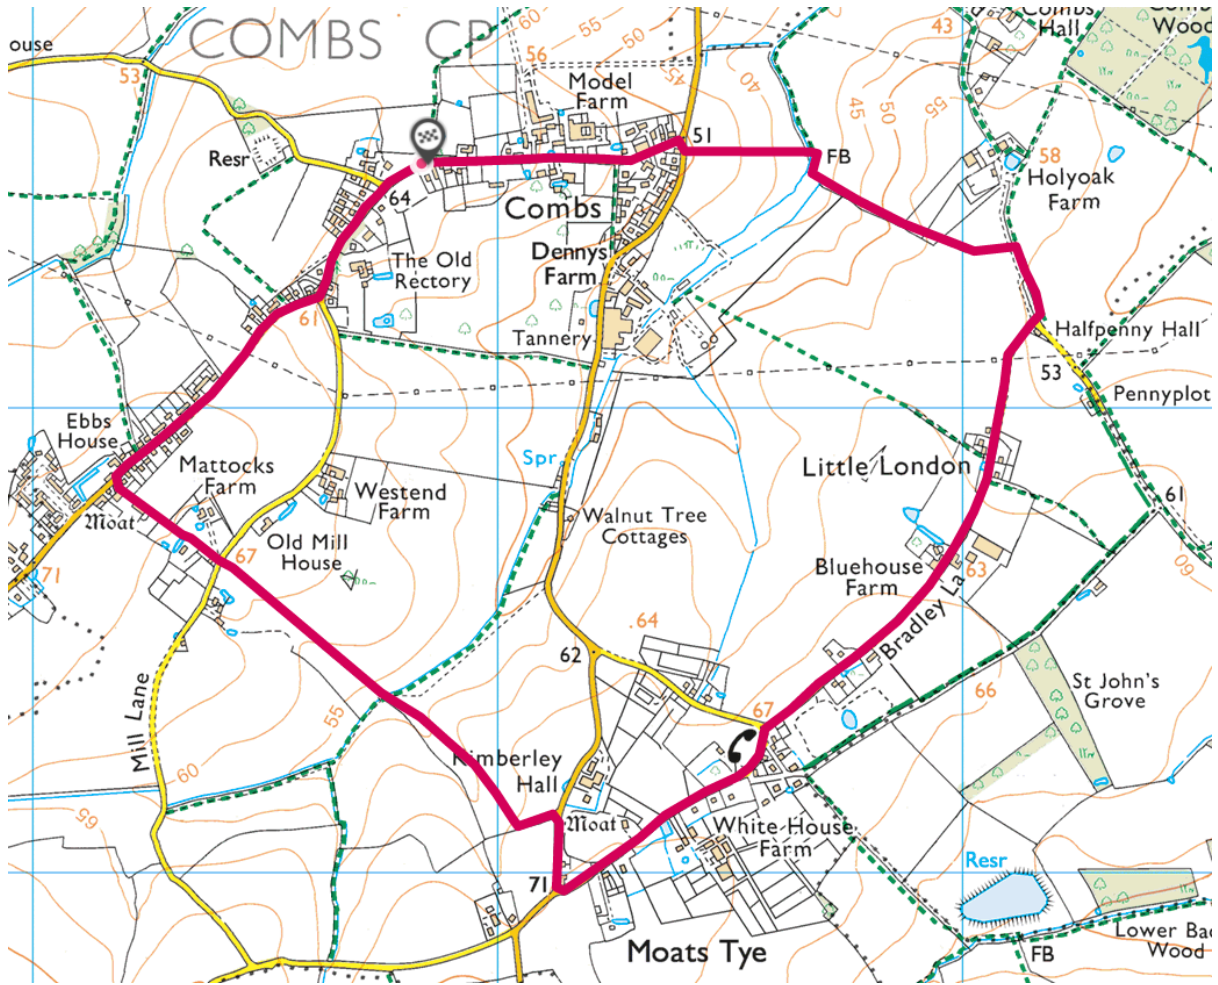 COMBS CP
ouse
53
60
55
50
56
45
40
43
Combs
Hall
Comb
Wood
Model
Farm
45
50
55
51
FB
58
Holyoak
Farm
Resr
64
Combs
The Old
Rectory
Dennys
Farm
61
Tannery
Halfpenny Hall
53
Pennyplot
Ebbs
House
Mattocks
Farm
Westend
Farm
Spr
Little London
61
Moat
Old Mill
House
67
Walnut Tree
Cottages
71
Bluehouse
Farm
63
60
Bradley La
.64
62
66
St John's
Grove
Mill Lane
55
67
60
65
Kimberley
Hall
Moat
White House
Farm
71
Resr
Moats Tye
FB
Lower Bac
Wood